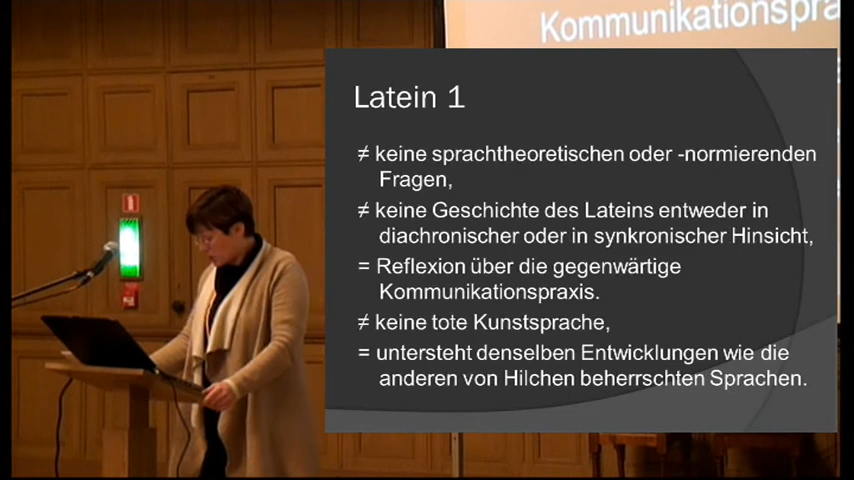 Kommunikationspra
Latein 1
≠ keine sprachtheoretischen oder -normierenden
Fragen,
≠ keine Geschichte des Lateins entweder in
diachronischer oder in synkronischer Hinsicht,
= Reflexion über die gegenwärtige
Kommunikationspraxis.
≠ keine tote Kunstsprache,
= untersteht denselben Entwicklungen wie die
anderen von Hilchen beherrschten Sprachen.